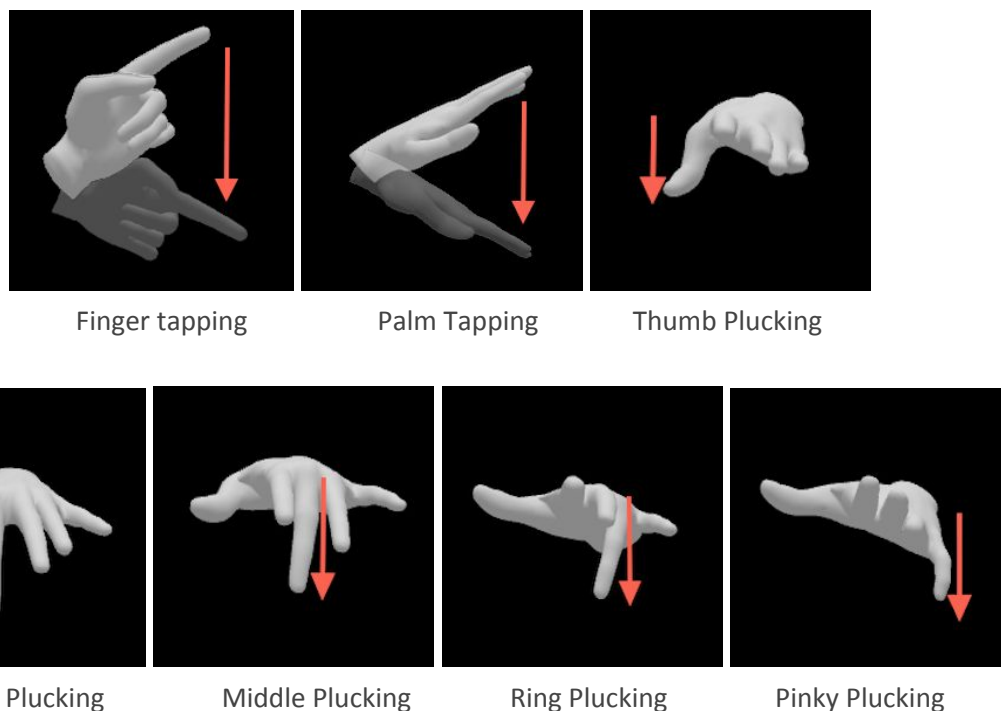 Finger tapping
Palm Tapping
Thumb Plucking
Plucking
Middle Plucking
Ring Plucking
Pinky Plucking